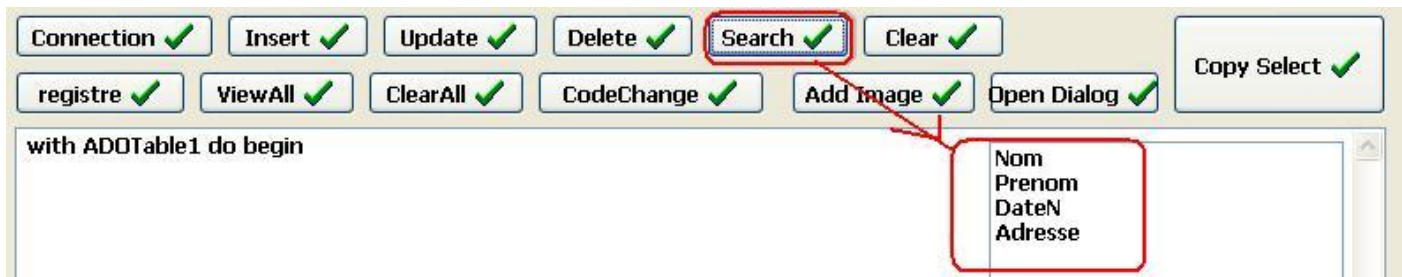 Connection Insert Update Delete Search Clear Copy Select
registre ViewAll ClearAll CodeChange Add Image Open Dialog
with ADOTable1 do begin
Nom
Prenom
DateN
Adresse